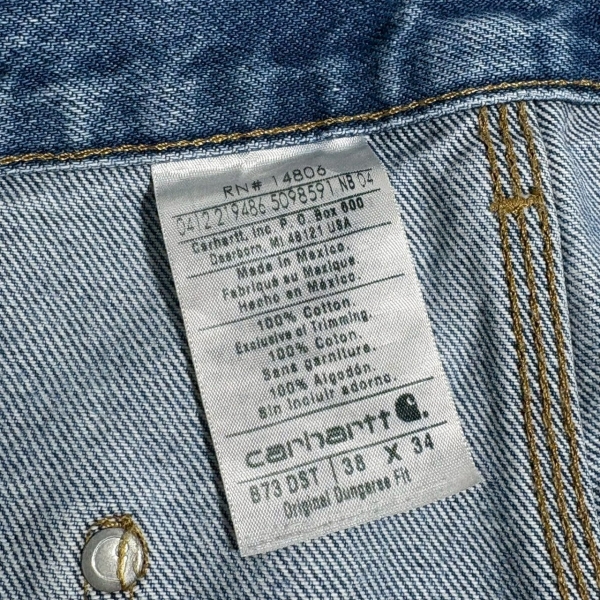 RN# 14806
0412 219486 5098591 NB 04
Carhartt, Inc. P. O. Box 600
Dearborn, MI 48121 USA
Made in Mexico.
Fabriqué au Mexique
Hecho en México.
100% Cotton.
Exclusive of Trimming.
100% Coton.
Sans garniture.
100% Algodón.
Sin incluir adorno.
carhartt
B73 DST | 38 X 34
Original Dungaree Fit